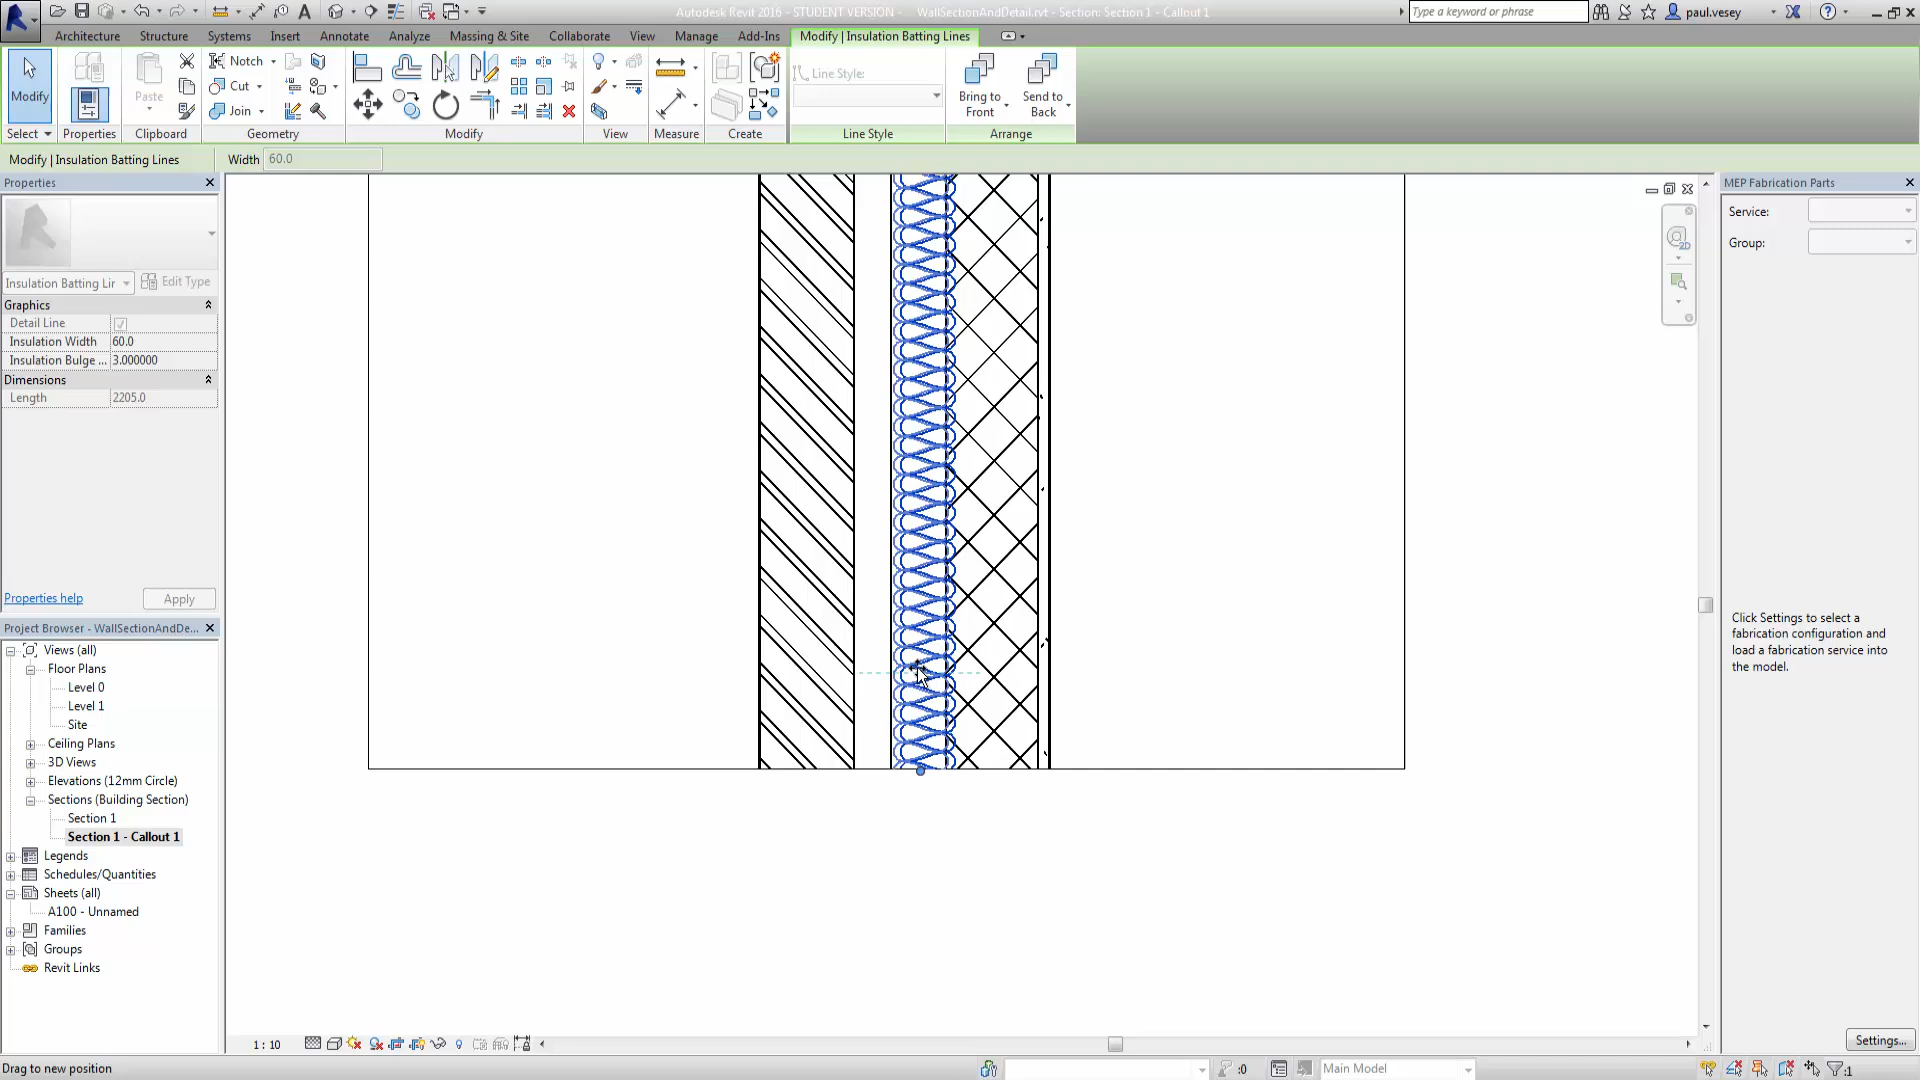 Autodesk Revit 2016 - STUDENT VERSION - WallSectionAndDetail.rvt - Section: Section 1 - Callout 1
Type a keyword or phrase
paul.vesey
Architecture Structure Systems Insert Annotate Analyze Massing & Site Collaborate View Manage Add-Ins Modify | Insulation Batting Lines
Modify
Paste
Notch
Cut
Join
Line Style:
Bring to Front
Send to Back
Select Properties Clipboard Geometry Modify View Measure Create Line Style Arrange
Modify | Insulation Batting Lines Width 60.0
Properties
Insulation Batting Lir
Edit Type
Graphics
Detail Line
Insulation Width 60.0
Insulation Bulge ... 3.000000
Dimensions
Length 2205.0
Properties help Apply
Project Browser - WallSectionAndDe...
Views (all)
Floor Plans
Level 0
Level 1
Site
Ceiling Plans
3D Views
Elevations (12mm Circle)
Sections (Building Section)
Section 1
Section 1 - Callout 1
Legends
Schedules/Quantities
Sheets (all)
A100 - Unnamed
Families
Groups
Revit Links
2D
MEP Fabrication Parts
Service:
Group:
Click Settings to select a
fabrication configuration and
load a fabrication service into
the model.
Settings...
1 : 10
Drag to new position
:0
Main Model
:1